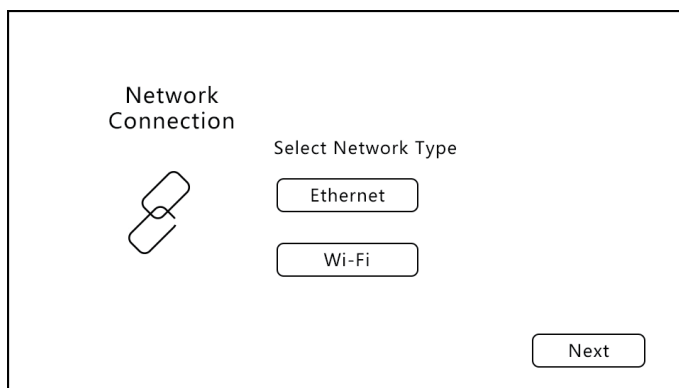 Network
Connection
Select Network Type
Ethernet
Wi-Fi
Next